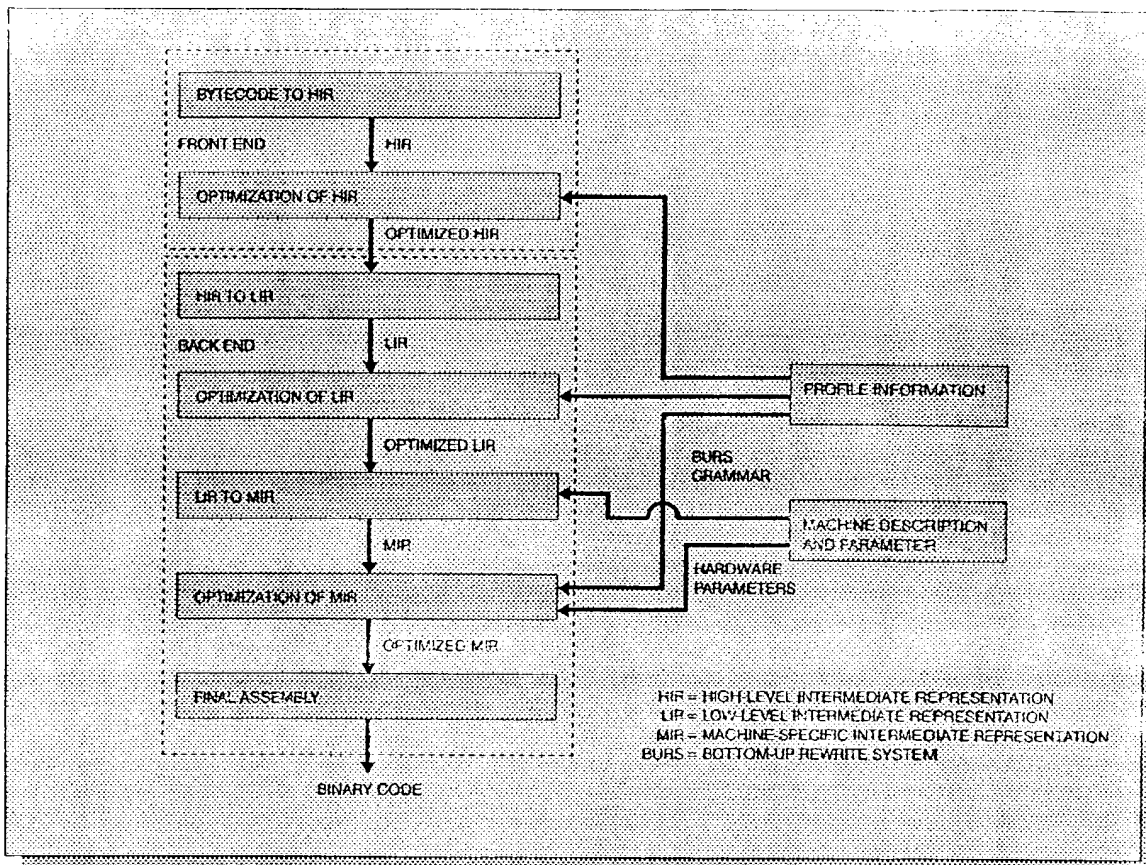 BYTECODE TO HIR
FRONT END
HIR
OPTIMIZATION OF HIR
OPTIMIZED HIR
HIR TO LIR
BACK END
LIR
OPTIMIZATION OF LIR
OPTIMIZED LIR
LIR TO MIR
MIR
OPTIMIZATION OF MIR
OPTIMIZED MIR
FINAL ASSEMBLY
BINARY CODE
PROFILE INFORMATION
BURS
GRAMMAR
MACHINE DESCRIPTION
AND PARAMETER
HARDWARE
PARAMETERS
HIR = HIGH-LEVEL INTERMEDIATE REPRESENTATION
LIR = LOW-LEVEL INTERMEDIATE REPRESENTATION
MIR = MACHINE-SPECIFIC INTERMEDIATE REPRESENTATION
BURS = BOTTOM-UP REWRITE SYSTEM